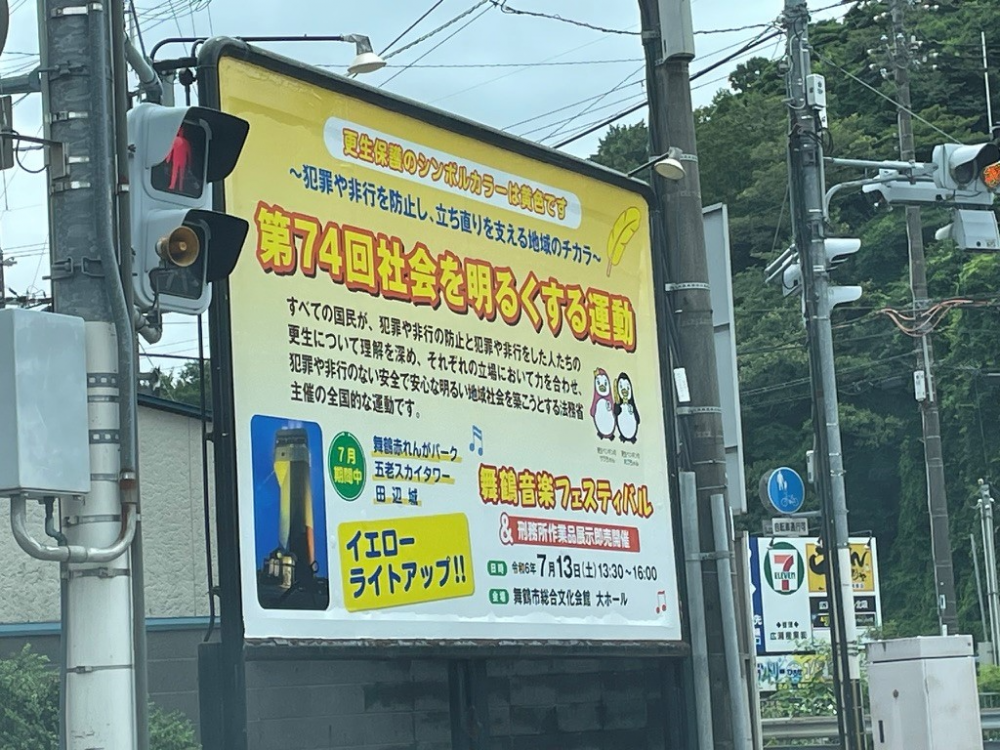 更生保護のシンボルカラーは黄色です
~犯罪や非行を防止し、立ち直りを支える地域のチカラ~
第74回社会を明るくする運動
すべての国民が、犯罪や非行の防止と犯罪や非行をした人たちの
更生について理解を深め、それぞれの立場において力を合わせ、
犯罪や非行のない安全で安心な明るい地域社会を築こうとする法務省
主催の全国的な運動です。
7月
期間中
舞鶴赤れんがパーク
五老スカイタワー
田辺城
イエロー
ライトアップ!!
舞鶴音楽フェスティバル
& 刑務所作業品展示即売開催
日時 令和6年7月13日(土)13:30~16:00
会場 舞鶴市総合文化会館 大ホール
自転車通行可
7
ELEVEN